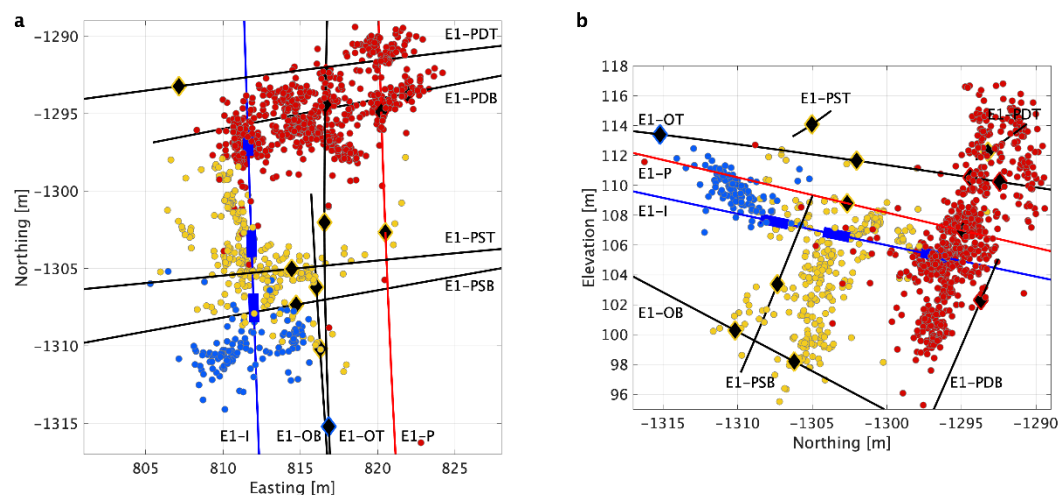 a
−1290
−1295
−1300
−1305
−1310
−1315
Northing [m]
805
810
815
820
825
Easting [m]
E1−PDT
E1−PDB
E1−PST
E1−PSB
E1−I
E1−OB
E1−OT
E1−P
b
118
116
114
112
110
108
106
104
102
100
98
96
Elevation [m]
−1315
−1310
−1305
−1300
−1295
−1290
Northing [m]
E1−PST
E1−OT
E1−PDT
E1−P
E1−I
E1−OB
E1−PSB
E1−PDB